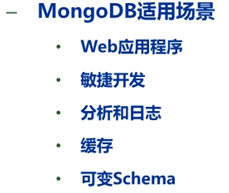 – MongoDB适用场景
• Web应用程序
• 敏捷开发
• 分析和日志
• 缓存
• 可变Schema